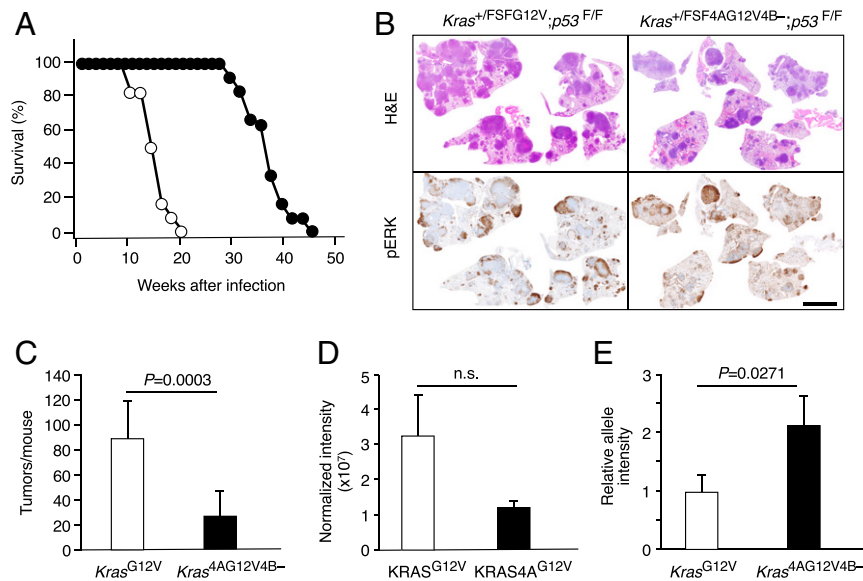 A
Survival (%)
100
80
60
40
20
0
0 10 20 30 40 50
Weeks after infection
B
Kras+/FSFG12V;p53 F/F
Kras+/FSF4AG12V4B–;p53 F/F
H&E
pERK
C
Tumors/mouse
140
120
100
80
60
40
20
0
P=0.0003
KrasG12V Kras4AG12V4B–
D
Normalized intensity
(x10⁷)
5
4
3
2
1
0
n.s.
KRASG12V KRAS4AG12V
E
Relative allele
intensity
3
2
1
0
P=0.0271
KrasG12V Kras4AG12V4B–